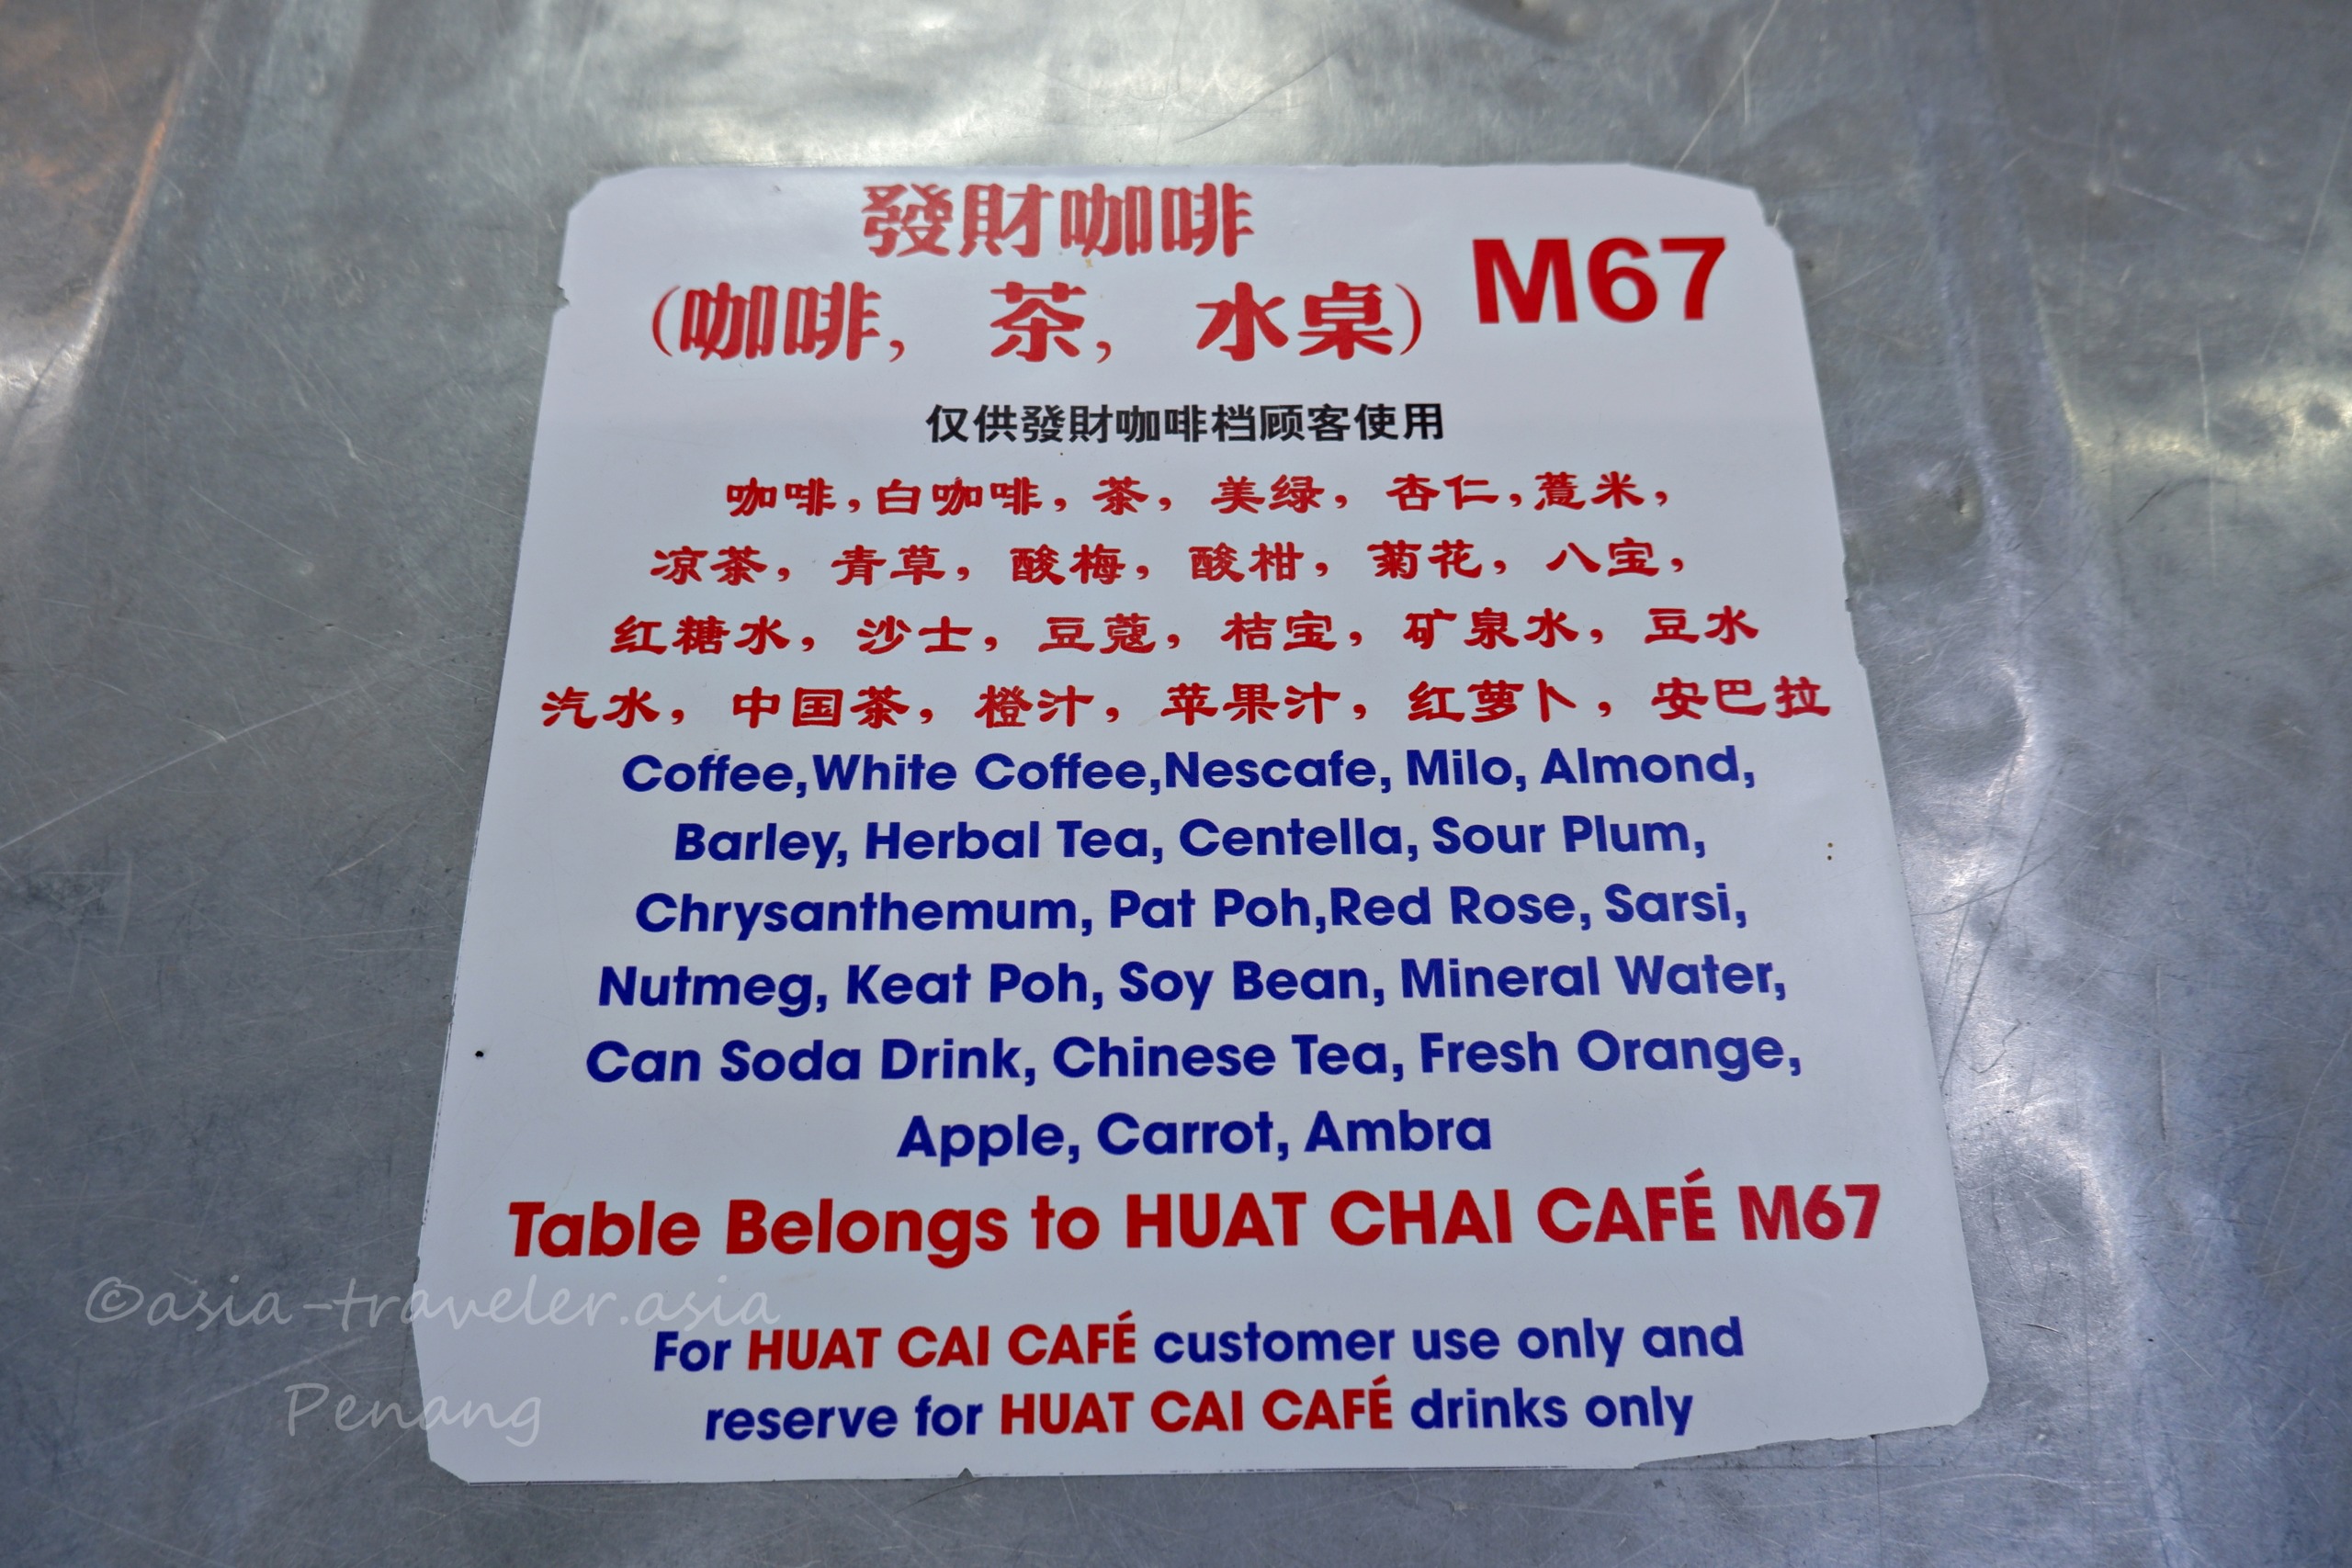 發財咖啡
(咖啡, 茶, 水桌) M67
仅供發財咖啡档顾客使用
咖啡,白咖啡, 茶, 美绿, 杏仁,薏米,
凉茶, 青草, 酸梅, 酸柑, 菊花, 八宝,
红糖水, 沙士, 豆蔻, 桔宝, 矿泉水, 豆水
汽水, 中国茶, 橙汁, 苹果汁, 红萝卜, 安巴拉
Coffee,White Coffee,Nescafe, Milo, Almond,
Barley, Herbal Tea, Centella, Sour Plum,
Chrysanthemum, Pat Poh,Red Rose, Sarsi,
Nutmeg, Keat Poh, Soy Bean, Mineral Water,
Can Soda Drink, Chinese Tea, Fresh Orange,
Apple, Carrot, Ambra
Table Belongs to HUAT CHAI CAFÉ M67
For HUAT CAI CAFÉ customer use only and
reserve for HUAT CAI CAFÉ drinks only
©asia-traveler.asia
Penang